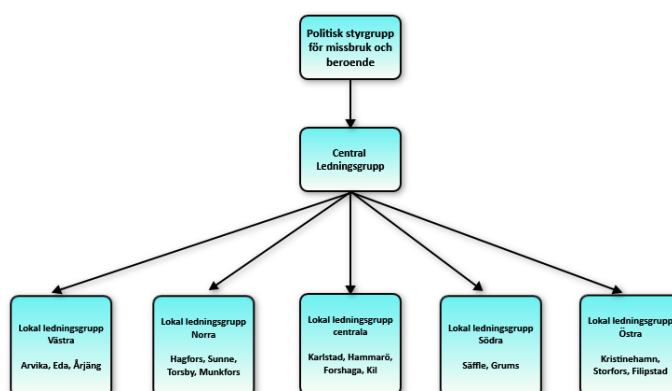 Politisk styrgrupp
för missbruk och
beroende
Central
Ledningsgrupp
Lokal ledningsgrupp
Västra
Arvika, Eda, Årjäng
Lokal ledningsgrupp
Norra
Hagfors, Sunne,
Torsby, Munkfors
Lokal ledningsgrupp
centrala
Karlstad, Hammarö,
Forshaga, Kil
Lokal ledningsgrupp
Södra
Säffle, Grums
Lokal ledningsgrupp
Östra
Kristinehamn,
Storfors, Filipstad